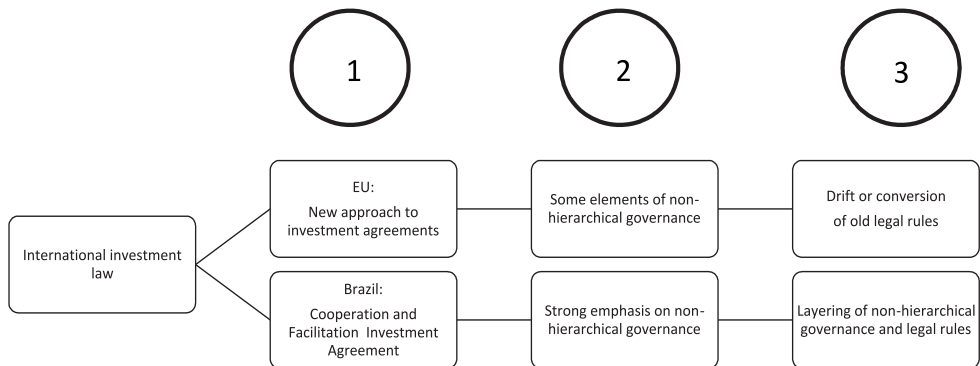 1
2
3
International investment
law
EU:
New approach to
investment agreements
Some elements of non-
hierarchical governance
Drift or conversion
of old legal rules
Brazil:
Cooperation and
Facilitation Investment
Agreement
Strong emphasis on non-
hierarchical governance
Layering of non-hierarchical
governance and legal rules